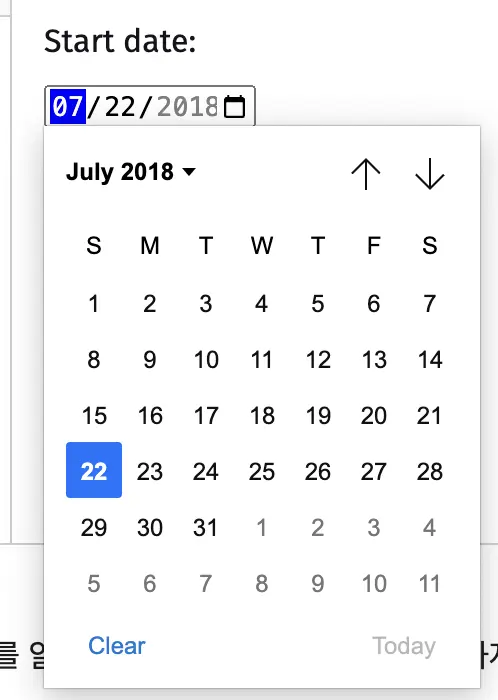 Start date:
07/22/2018
July 2018
S M T W T F S
1 2 3 4 5 6 7
8 9 10 11 12 13 14
15 16 17 18 19 20 21
22 23 24 25 26 27 28
29 30 31 1 2 3 4
5 6 7 8 9 10 11
를
Clear Today